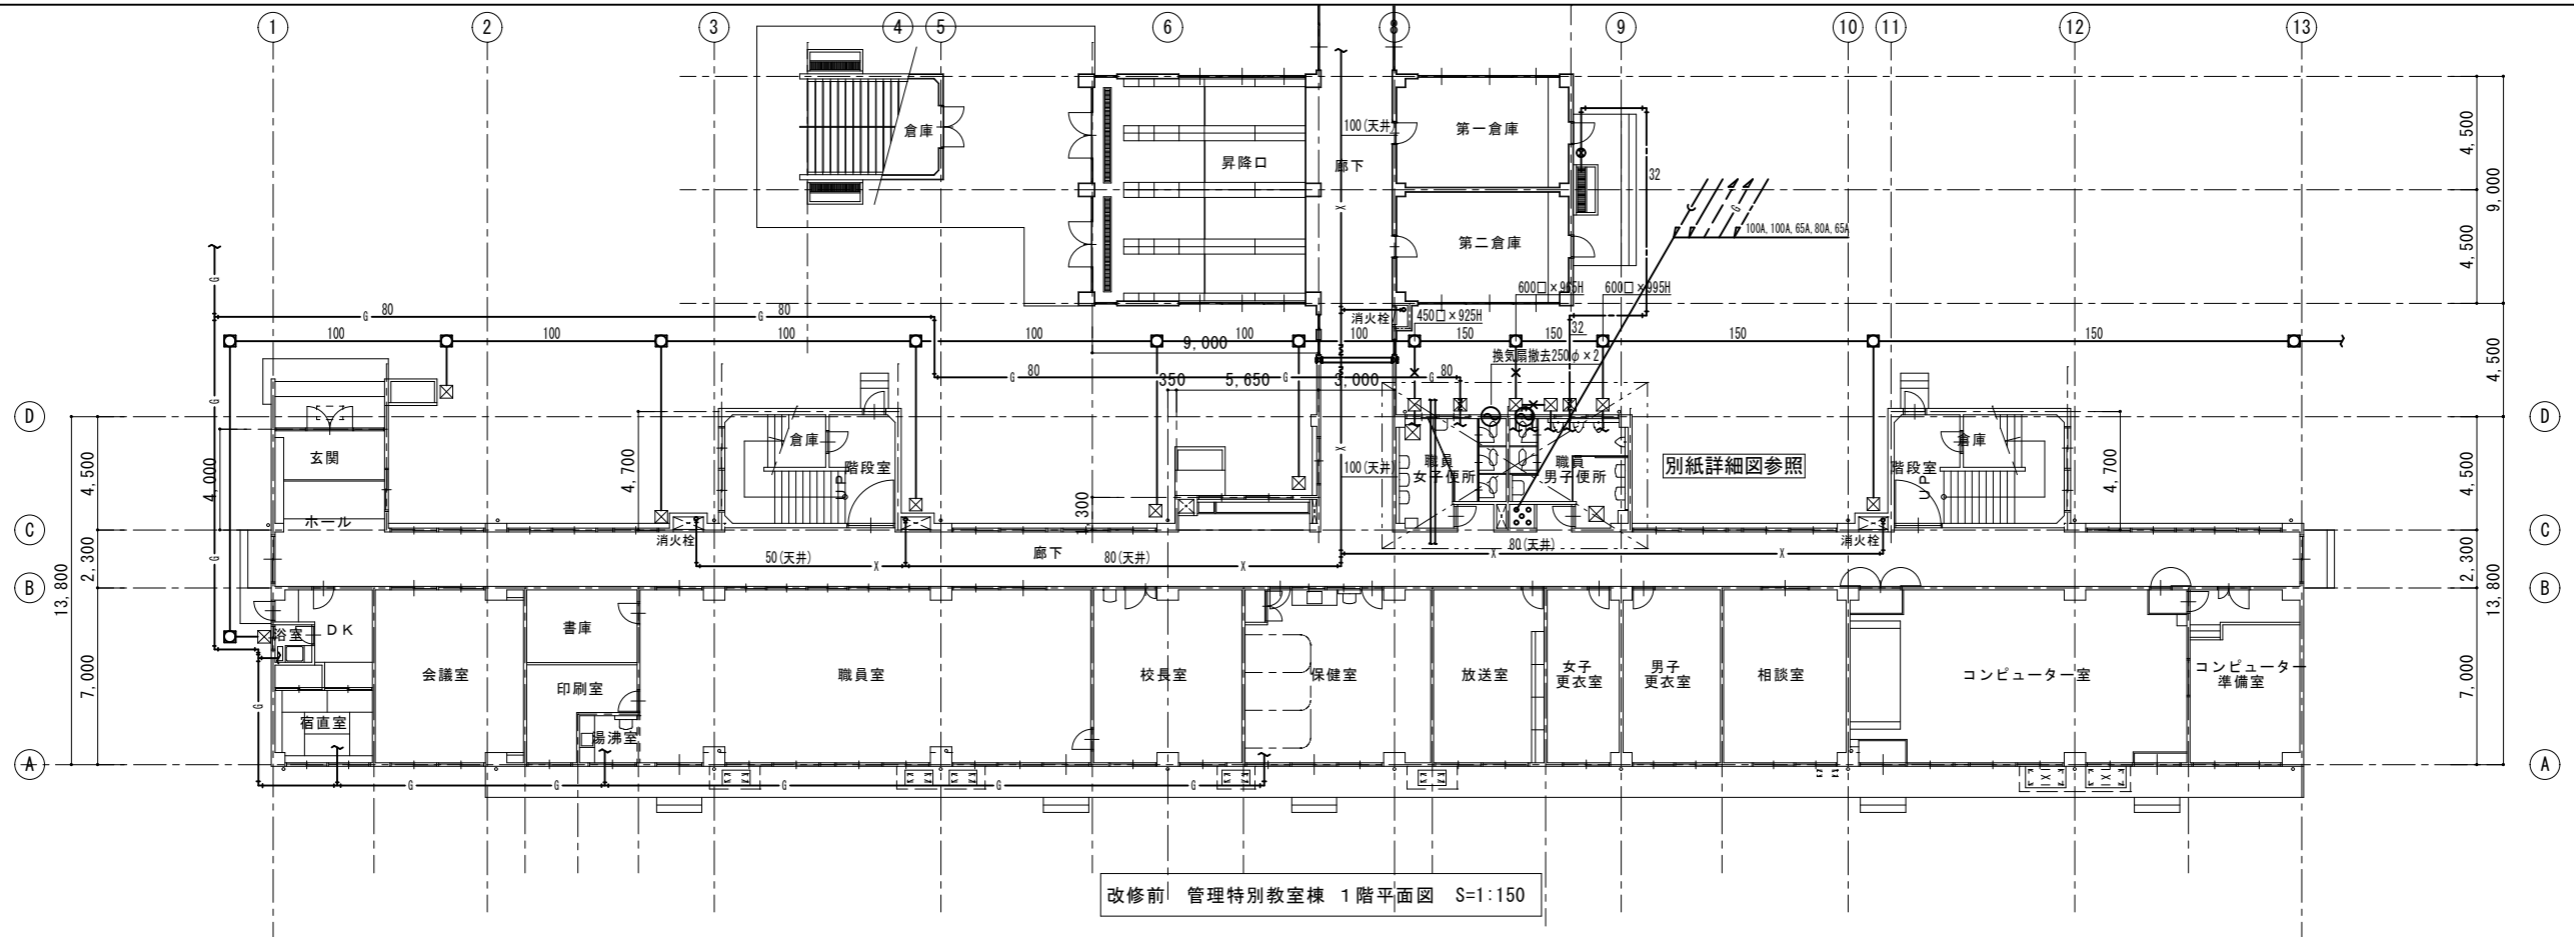 1 2 3 4 5 6 8 9 10 11 12 13
倉庫
昇降口
廊下
100(天井)
第一倉庫
第二倉庫
32
100A, 100A, 65A, 80A, 65A
4,500
4,500
9,000
4,500
600□×995H
450□×925H
消火栓
G 80 G 80
100 100 100 100 100 100 150 150 150 150
32
9,000
換気扇撤去250φ×2
G 80 G G 80
350 5,650 3,000
D
D
4,500
4,000
玄関
ホール
4,700
倉庫
階段室
UP
1,300
100(天井)
職員
女子便所
職員
男子便所
別紙詳細図参照
倉庫
階段室
UP
4,700
4,500
C
C
消火栓
50(天井)
X
廊下
80(天井)
X
X
80(天井)
X
消火栓
13,800
2,300
2,300
13,800
B
B
浴室
DK
書庫
会議室
印刷室
職員室
校長室
保健室
放送室
女子
更衣室
男子
更衣室
相談室
コンピューター室
コンピューター
準備室
7,000
7,000
宿直室
湯沸室
A
A
G G G G
改修前 管理特別教室棟 1階平面図 S=1:150